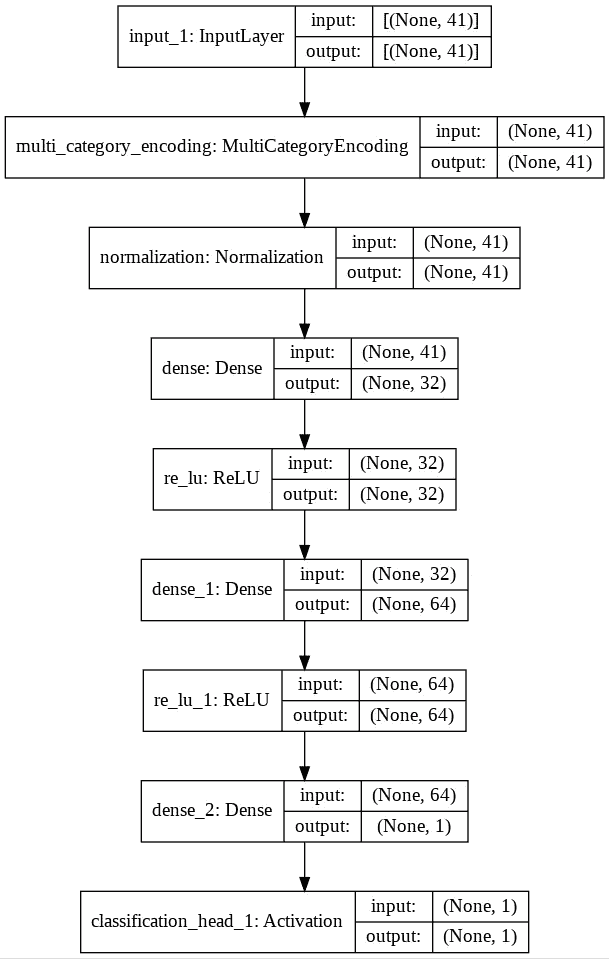 input_1: InputLayer
input: [(None, 41)]
output: [(None, 41)]
multi_category_encoding: MultiCategoryEncoding
input: (None, 41)
output: (None, 41)
normalization: Normalization
input: (None, 41)
output: (None, 41)
dense: Dense
input: (None, 41)
output: (None, 32)
re_lu: ReLU
input: (None, 32)
output: (None, 32)
dense_1: Dense
input: (None, 32)
output: (None, 64)
re_lu_1: ReLU
input: (None, 64)
output: (None, 64)
dense_2: Dense
input: (None, 64)
output: (None, 1)
classification_head_1: Activation
input: (None, 1)
output: (None, 1)